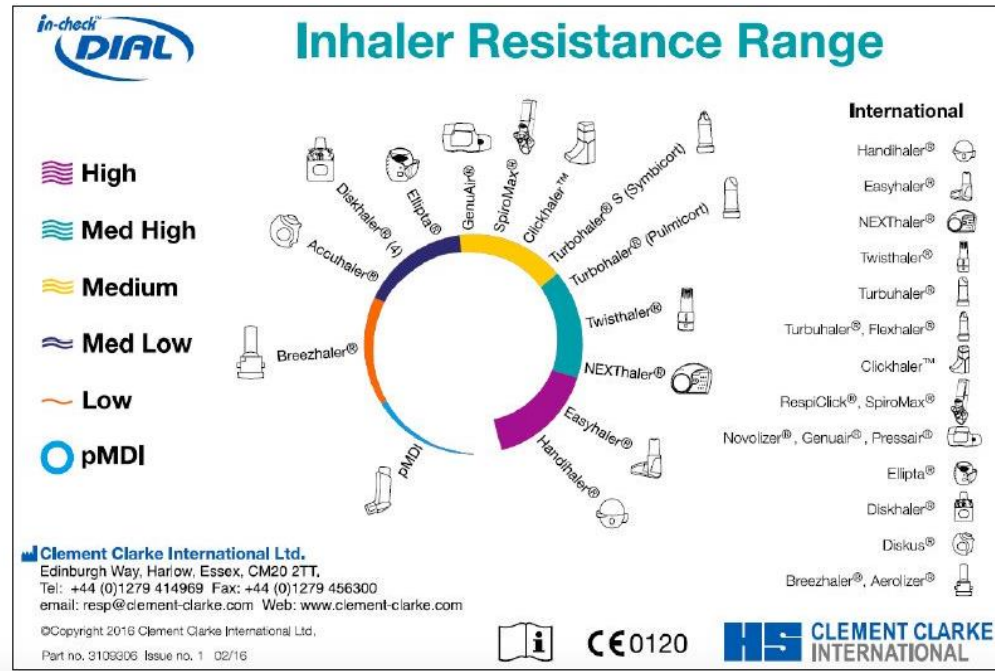 in-check™
DIAL
Inhaler Resistance Range
High
Med High
Medium
Med Low
Low
pMDI
pMDI
Breezhaler®
Accuhaler®
Diskhaler® (4)
Ellipta®
GenuAir®
SpiroMax®
Clickhaler™
Turbohaler® S (Symbicort)
Turbohaler® (Pulmicort)
Twisthaler®
NEXThaler®
Easyhaler®
Handihaler®
International
Handihaler®
Easyhaler®
NEXThaler®
Twisthaler®
Turbuhaler®
Turbuhaler®, Flexhaler®
Clickhaler™
RespiClick®, SpiroMax®
Novolizer®, Genuair®, Pressair®
Ellipta®
Diskhaler®
Diskus®
Breezhaler®, Aerolizer®
Clement Clarke International Ltd.
Edinburgh Way, Harlow, Essex, CM20 2TT,
Tel: +44 (0)1279 414969 Fax: +44 (0)1279 456300
email: resp@clement-clarke.com Web: www.clement-clarke.com
©Copyright 2016 Clement Clarke International Ltd.
Part no. 3109306 Issue no. 1 02/16
i
CE0120
HS CLEMENT CLARKE
INTERNATIONAL